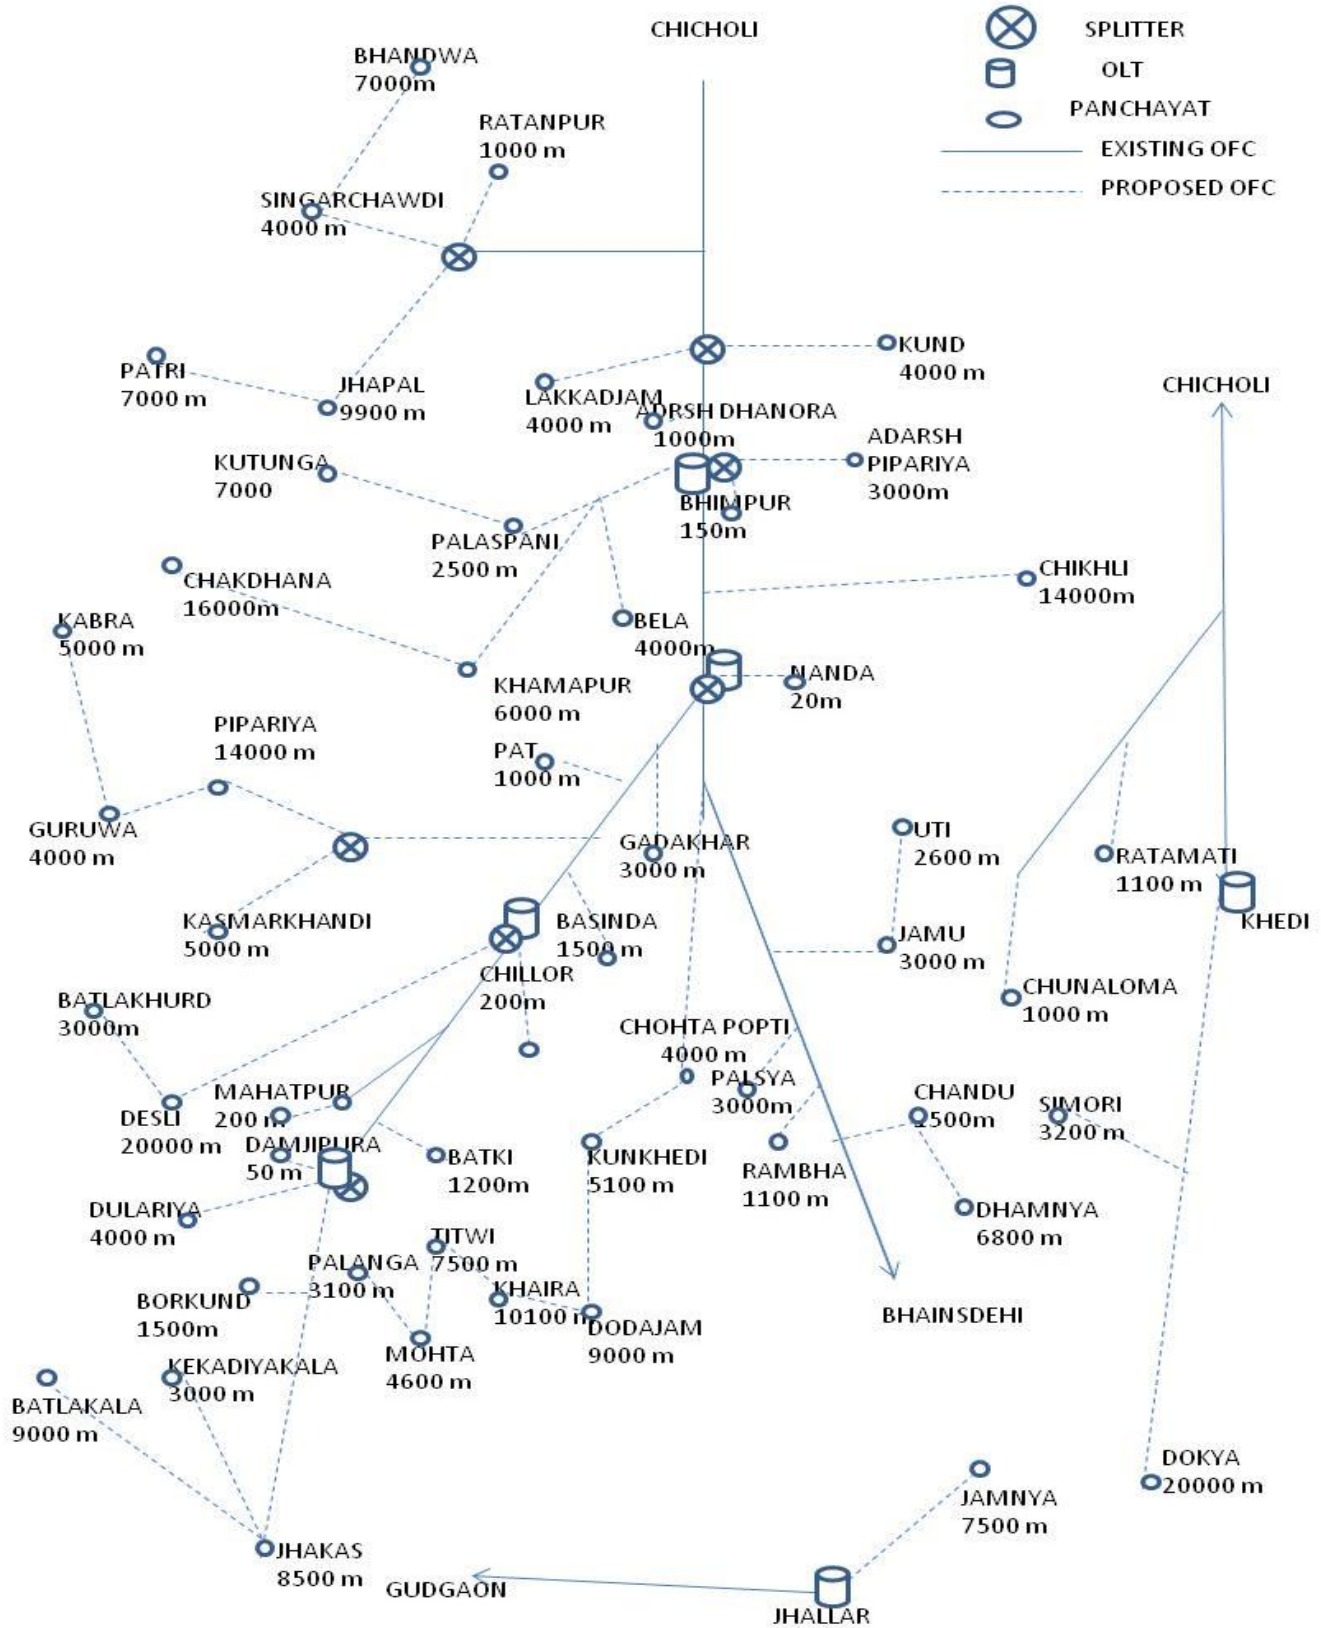 CHICHOLI
SPLITTER
OLT
PANCHAYAT
EXISTING OFC
PROPOSED OFC
BHANDWA
7000m
RATANPUR
1000 m
SINGARCHAWDI
4000 m
KUND
4000 m
PATRI
7000 m
JHAPAL
9900 m
LAKKADJAM
4000 m
ADRSH DHANORA
1000m
CHICHOLI
ADARSH
PIPARIYA
3000m
KUTUNGA
7000
BHIMPUR
150m
PALASPANI
2500 m
CHAKDHANA
16000m
CHIKHLI
14000m
KABRA
5000 m
BELA
4000m
KHAMAPUR
6000 m
NANDA
20m
PIPARIYA
14000 m
PAT
1000 m
GURUWA
4000 m
GADAKHAR
3000 m
UTI
2600 m
RATAMATI
1100 m
KASMARKHANDI
5000 m
BASINDA
1500 m
JAMU
3000 m
KHEDI
CHILLOR
200m
BATLAKHURD
3000m
CHUNALOMA
1000 m
CHOHTA POPTI
4000 m
PALSYA
3000m
MAHATPUR
200 m
DESLI
20000 m
CHANDU
1500m
SIMORI
3200 m
DAMJIPURA
50 m
BATKI
1200m
KUNKHEDI
5100 m
RAMBHA
1100 m
DULARIYA
4000 m
DHAMNYA
6800 m
TITWI
7500 m
PALANGA
3100 m
BORKUND
1500m
KHAIRA
10100 m
DODAJAM
9000 m
BHAINSDEHI
MOHTA
4600 m
KEKADIYAKALA
3000 m
BATLAKALA
9000 m
DOKYA
20000 m
JAMNYA
7500 m
JHAKAS
8500 m
GUDGAON
JHALLAR